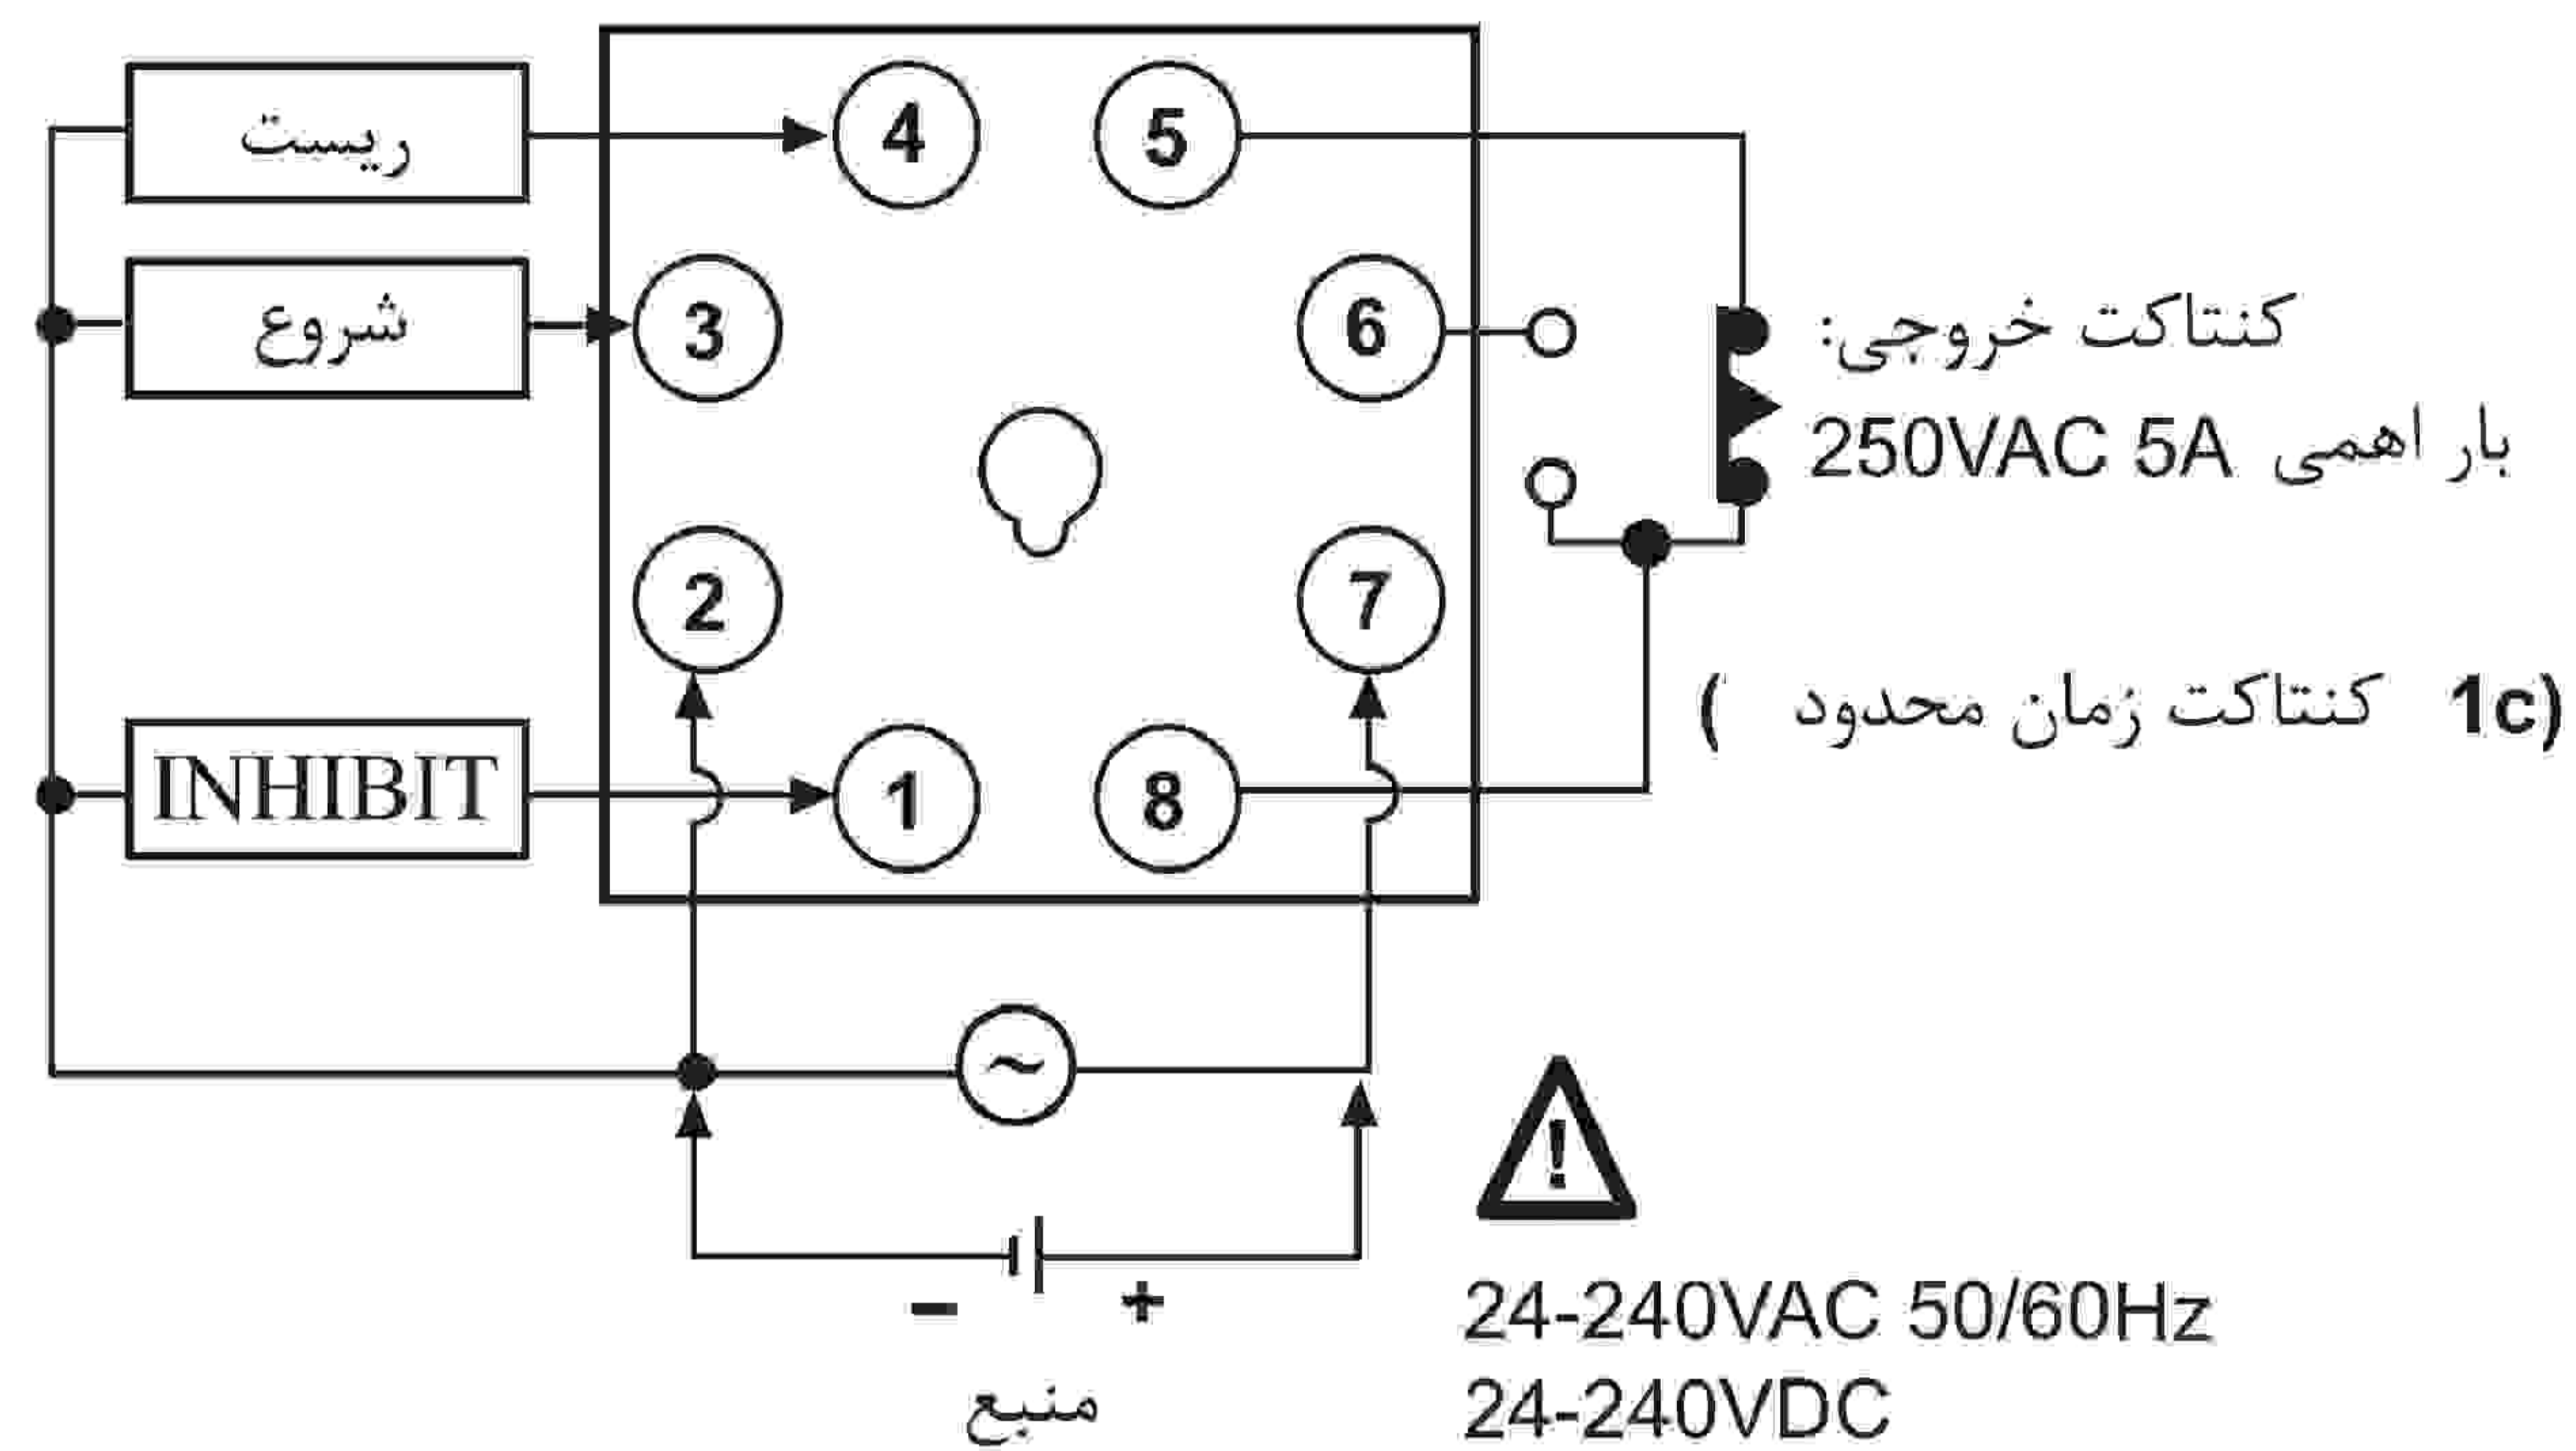 ریست
4
5
شروع
3
6
کنتاکت خروجی:
250VAC 5A بار اهمی
2
7
(1c کنتاکت زمان محدود )
INHIBIT
1
8
~
!
− +
24-240VAC 50/60Hz
منبع
24-240VDC